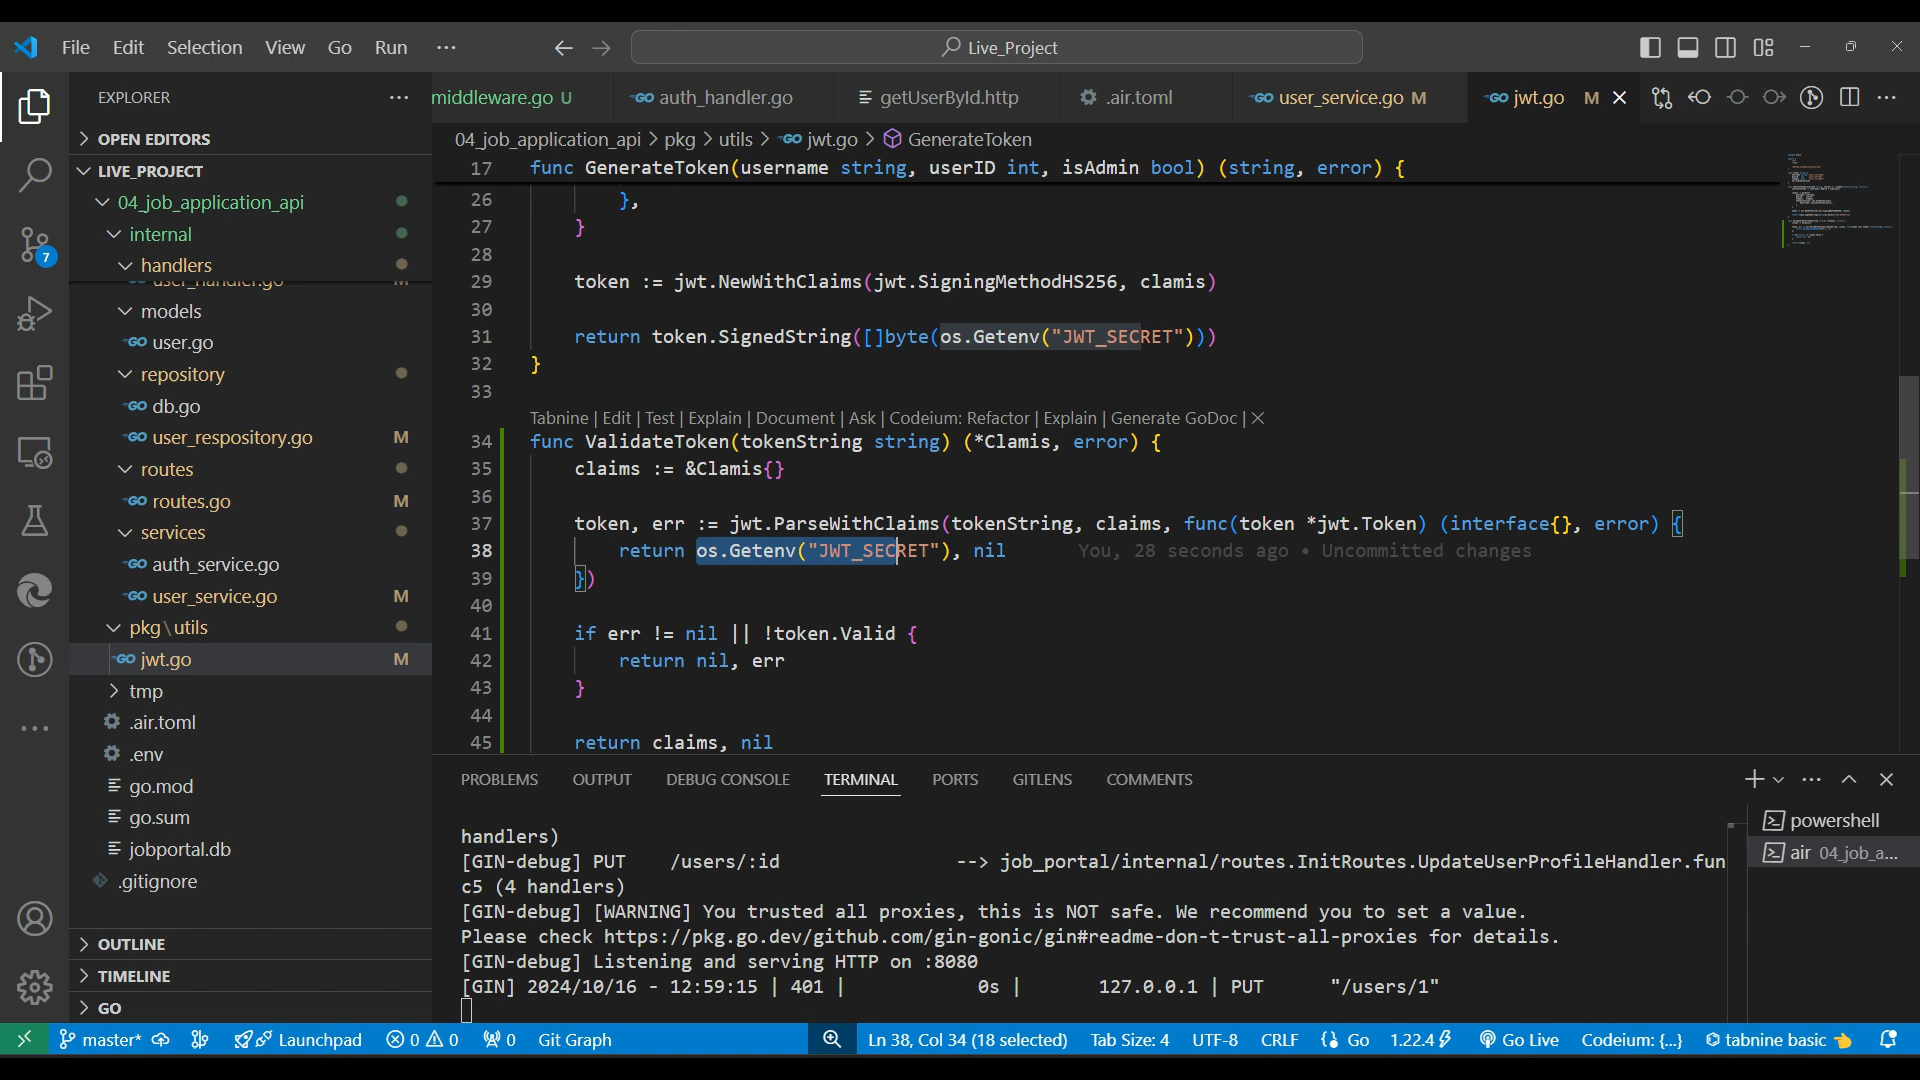 File Edit Selection View Go Run ...
Live_Project
EXPLORER
OPEN EDITORS
LIVE_PROJECT
04_job_application_api
internal
handlers
user_handler.go M
models
user.go
repository
db.go
user_respository.go M
routes
routes.go M
services
auth_service.go
user_service.go M
pkg\utils
jwt.go M
tmp
.air.toml
.env
go.mod
go.sum
jobportal.db
.gitignore
OUTLINE
TIMELINE
GO
7
middleware.go U auth_handler.go getUserById.http .air.toml user_service.go M jwt.go M
04_job_application_api > pkg > utils > jwt.go > GenerateToken
17 func GenerateToken(username string, userID int, isAdmin bool) (string, error) {
26 },
27 }
28
29 token := jwt.NewWithClaims(jwt.SigningMethodHS256, clamis)
30
31 return token.SignedString([]byte(os.Getenv("JWT_SECRET")))
32 }
33
Tabnine | Edit | Test | Explain | Document | Ask | Codeium: Refactor | Explain | Generate GoDoc | ×
34 func ValidateToken(tokenString string) (*Clamis, error) {
35 claims := &Clamis{}
36
37 token, err := jwt.ParseWithClaims(tokenString, claims, func(token *jwt.Token) (interface{}, error) {
38 return os.Getenv("JWT_SECRET"), nil You, 28 seconds ago • Uncommitted changes
39 })
40
41 if err != nil || !token.Valid {
42 return nil, err
43 }
44
45 return claims, nil
PROBLEMS OUTPUT DEBUG CONSOLE TERMINAL PORTS GITLENS COMMENTS
handlers)
[GIN-debug] PUT /users/:id --> job_portal/internal/routes.InitRoutes.UpdateUserProfileHandler.fun
c5 (4 handlers)
[GIN-debug] [WARNING] You trusted all proxies, this is NOT safe. We recommend you to set a value.
Please check https://pkg.go.dev/github.com/gin-gonic/gin#readme-don-t-trust-all-proxies for details.
[GIN-debug] Listening and serving HTTP on :8080
[GIN] 2024/10/16 - 12:59:15 | 401 | 0s | 127.0.0.1 | PUT "/users/1"
powershell
air 04_job_a...
master* Launchpad 0 0 0 Git Graph Ln 38, Col 34 (18 selected) Tab Size: 4 UTF-8 CRLF Go 1.22.4 Go Live Codeium: {...} tabnine basic